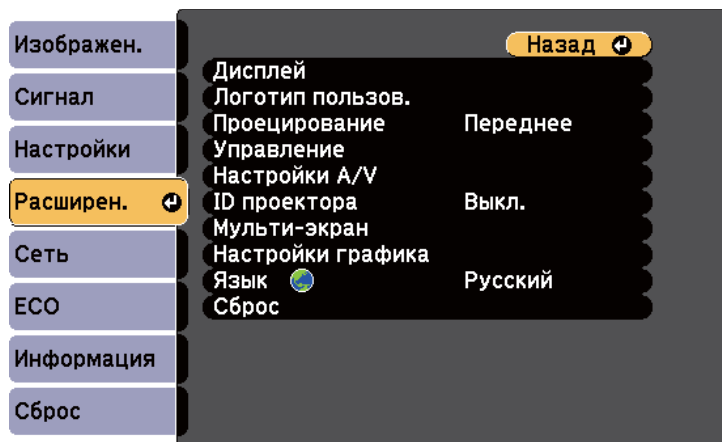 Изображен.
Сигнал
Настройки
Расширен.
Сеть
ECO
Информация
Сброс
Назад
Дисплей
Логотип пользов.
Проецирование Переднее
Управление
Настройки A/V
ID проектора Выкл.
Мульти-экран
Настройки графика
Язык Русский
Сброс